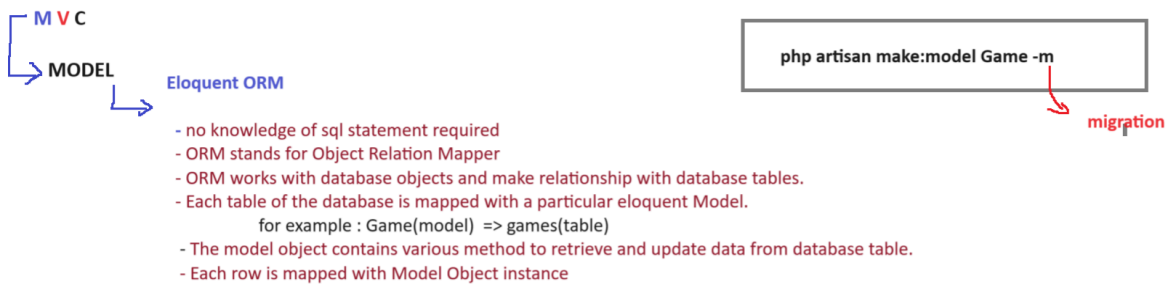 M V C
MODEL
Eloquent ORM
- no knowledge of sql statement required
- ORM stands for Object Relation Mapper
- ORM works with database objects and make relationship with database tables.
- Each table of the database is mapped with a particular eloquent Model.
for example : Game(model) => games(table)
- The model object contains various method to retrieve and update data from database table.
- Each row is mapped with Model Object instance
php artisan make:model Game -m
migration